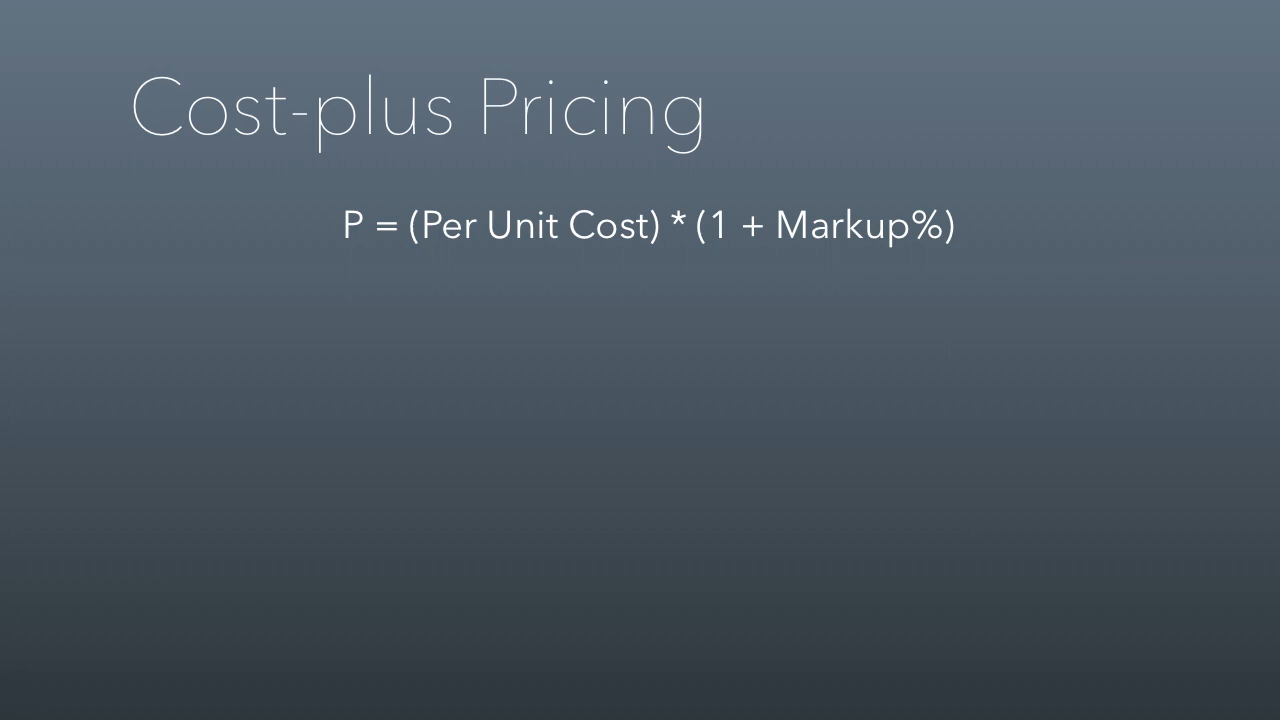 Cost-plus Pricing
P = (Per Unit Cost) * (1 + Markup%)